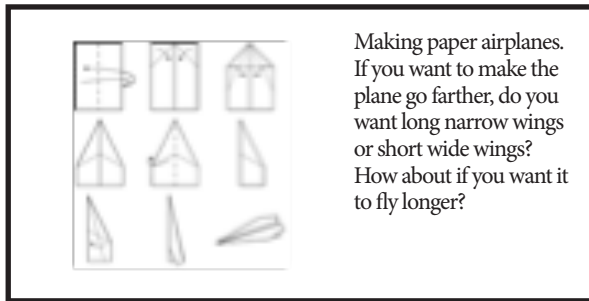 Making paper airplanes.
If you want to make the
plane go farther, do you
want long narrow wings
or short wide wings?
How about if you want it
to fly longer?